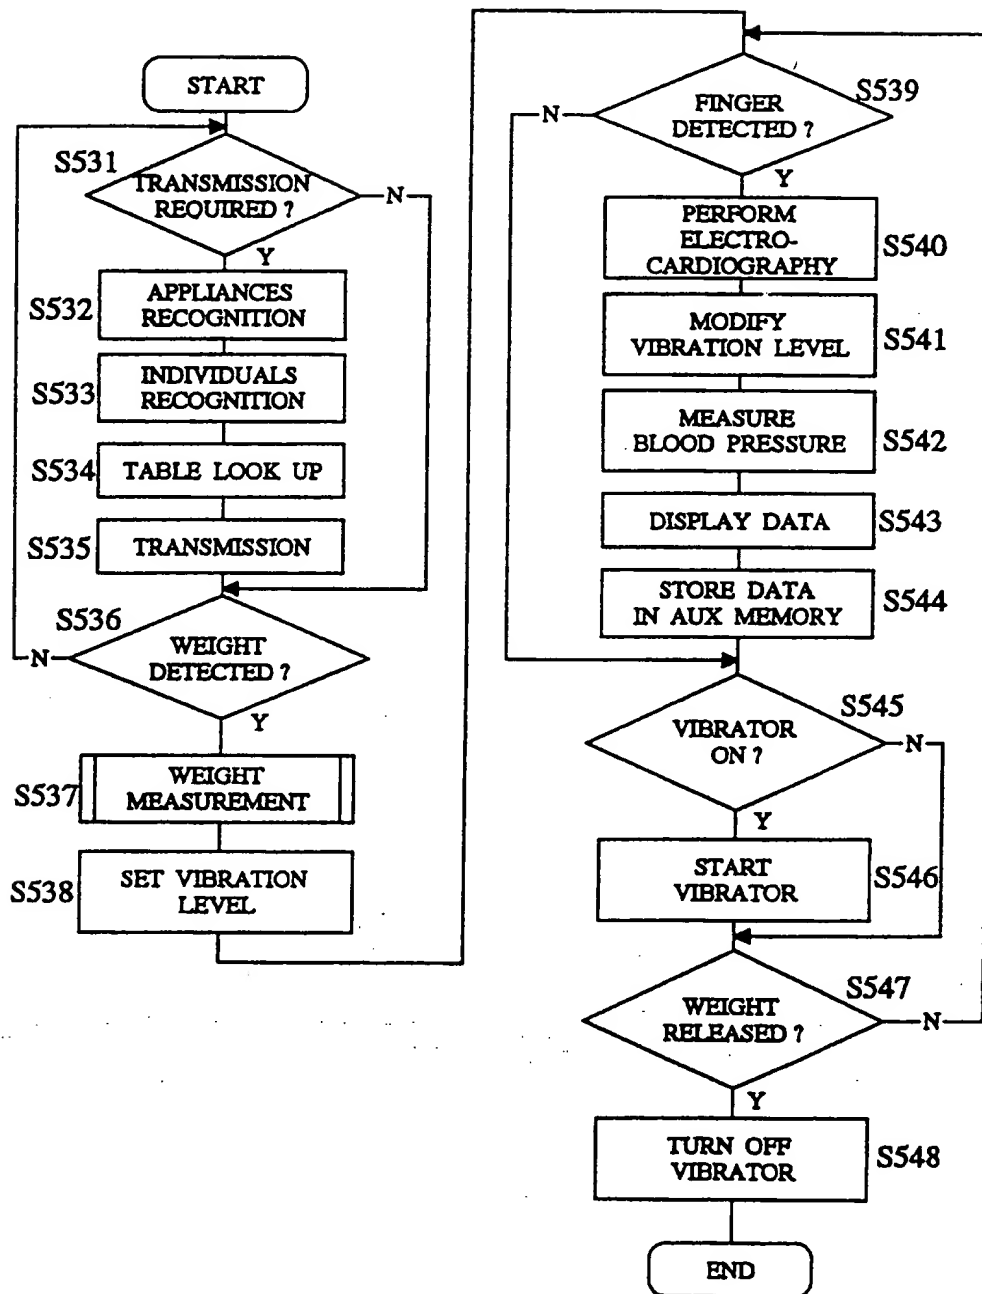 START
S531
TRANSMISSION
REQUIRED ?
N
Y
S532
APPLIANCES
RECOGNITION
S533
INDIVIDUALS
RECOGNITION
S534
TABLE LOOK UP
S535
TRANSMISSION
S536
WEIGHT
DETECTED ?
N
Y
S537
WEIGHT
MEASUREMENT
S538
SET VIBRATION
LEVEL
S539
FINGER
DETECTED ?
N
Y
PERFORM
ELECTRO-
CARDIOGRAPHY
S540
MODIFY
VIBRATION LEVEL
S541
MEASURE
BLOOD PRESSURE
S542
DISPLAY DATA
S543
STORE DATA
IN AUX MEMORY
S544
S545
VIBRATOR
ON ?
N
Y
START
VIBRATOR
S546
S547
WEIGHT
RELEASED ?
N
Y
TURN OFF
VIBRATOR
S548
END